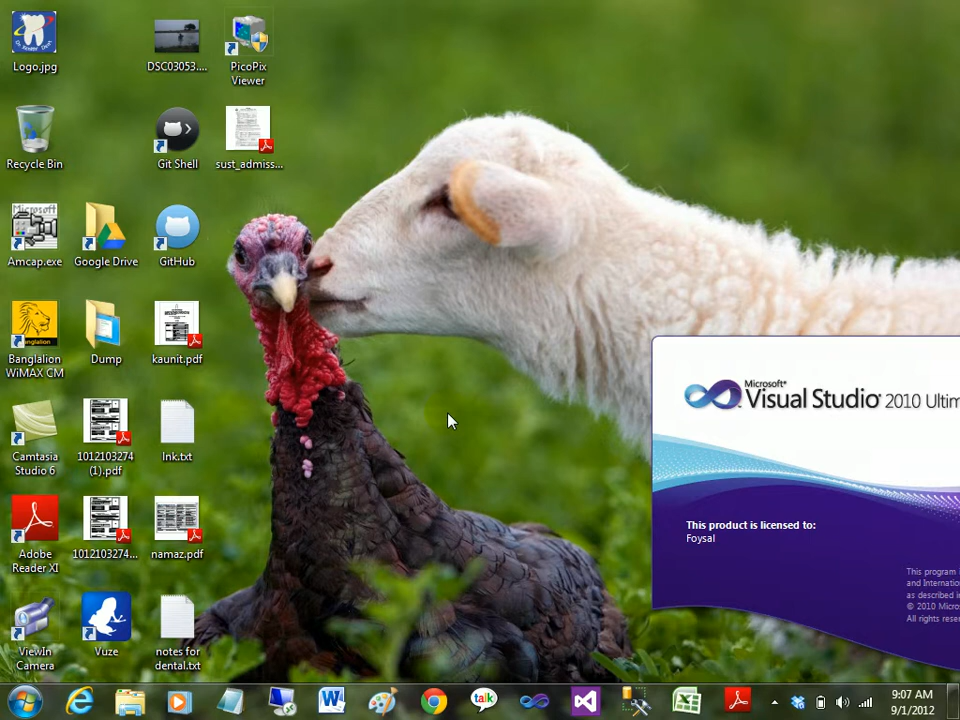 Logo.jpg
DSC03053....
PicoPix
Viewer
Recycle Bin
Git Shell
sust_admiss...
Microsoft
Amcap.exe
Google Drive
GitHub
Banglalion
WiMAX CM
Dump
kaunit.pdf
Camtasia
Studio 6
1012103274
(1).pdf
lnk.txt
Adobe
Reader XI
1012103274...
namaz.pdf
ViewIn
Camera
Vuze
notes for
dental.txt
Microsoft®
Visual Studio® 2010 Ultim
This product is licensed to:
Foysal
This program i
and Internatio
as described in
© 2010 Micros
All rights rese
talk
9:07 AM
9/1/2012